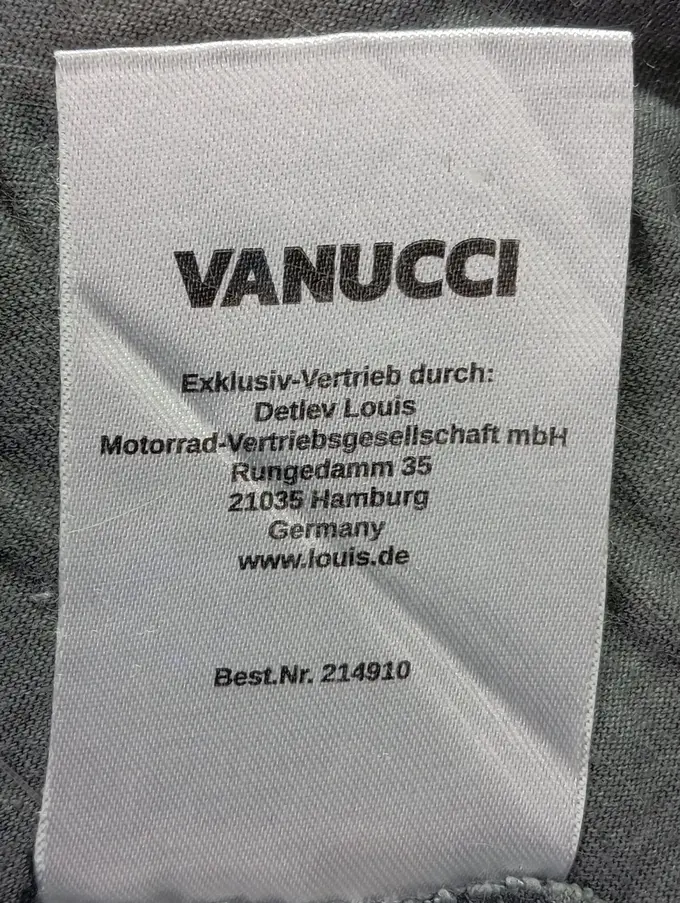 VANUCCI
Exklusiv-Vertrieb durch:
Detlev Louis
Motorrad-Vertriebsgesellschaft mbH
Rungedamm 35
21035 Hamburg
Germany
www.louis.de
Best.Nr. 214910